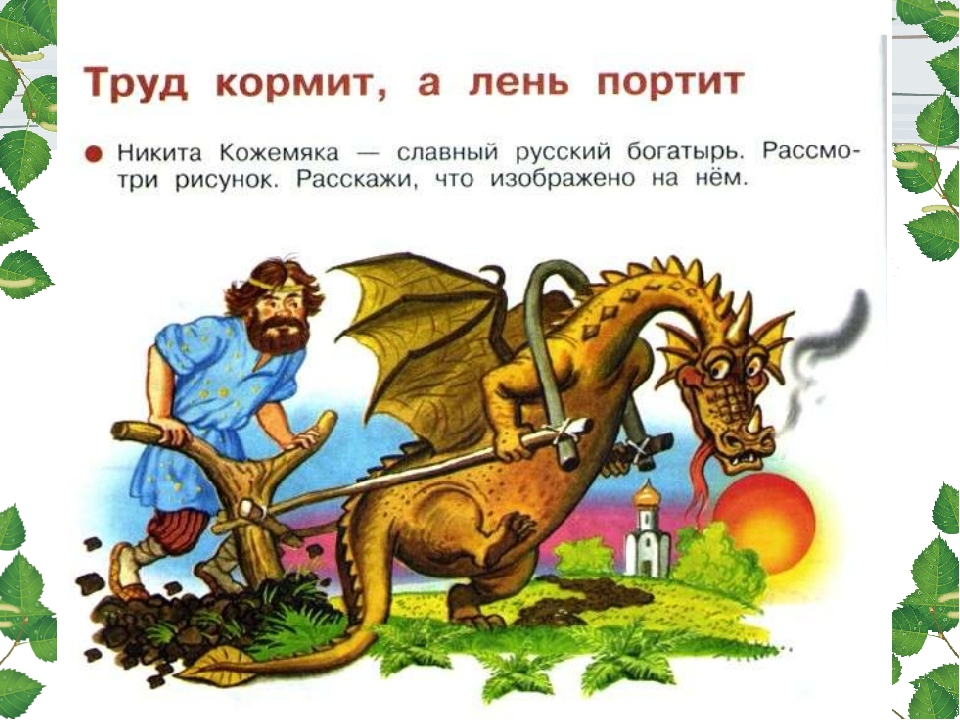 Труд кормит, а лень портит
Никита Кожемяка — славный русский богатырь. Рассмо-
три рисунок. Расскажи, что изображено на нём.